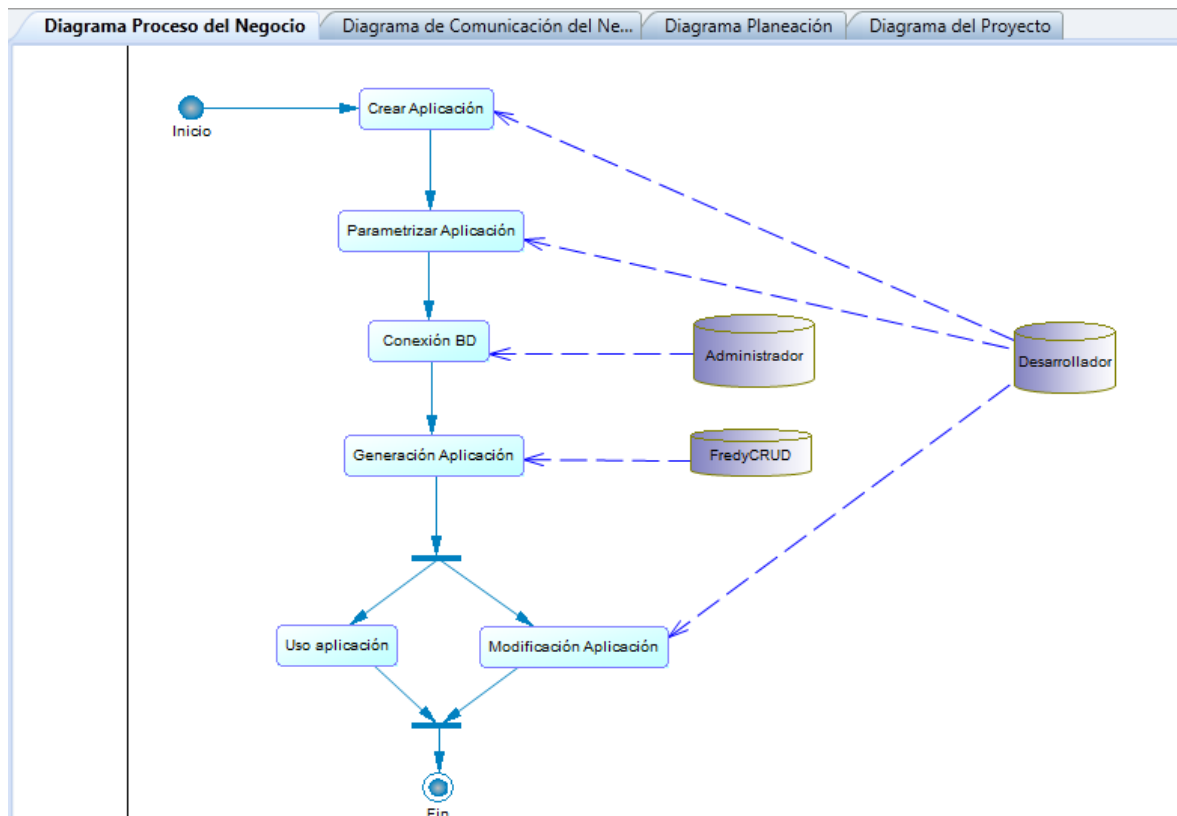 Diagrama Proceso del Negocio
Diagrama de Comunicación del Ne...
Diagrama Planeación
Diagrama del Proyecto
Inicio
Crear Aplicación
Parametrizar Aplicación
Conexión BD
Administrador
Desarrollador
Generación Aplicación
FredyCRUD
Uso aplicación
Modificación Aplicación
Fin